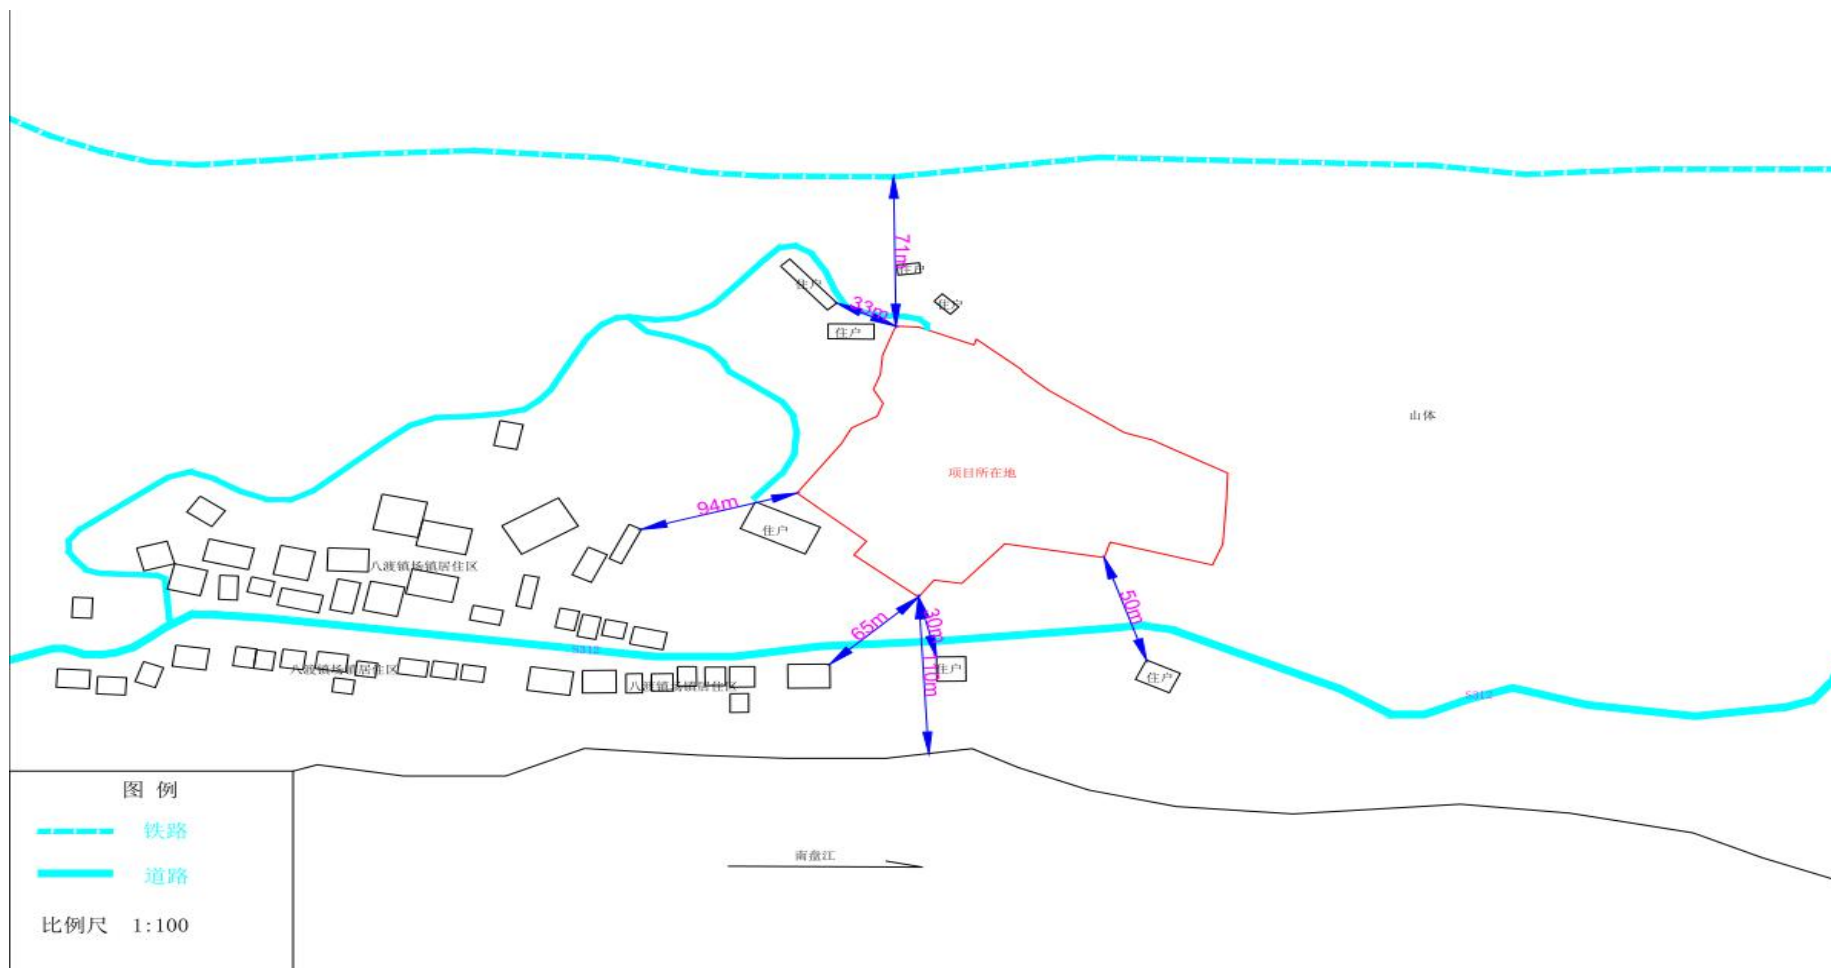 71m
住户
住户
住户
33m
住户
山体
项目所在地
94m
住户
八渡镇场镇居住区
50m
65m
30m
S312
八渡镇场镇居住区
110m
住户
住户
八渡镇场镇居住区
S312
图 例
铁路
道路
比例尺 1:100
南盘江